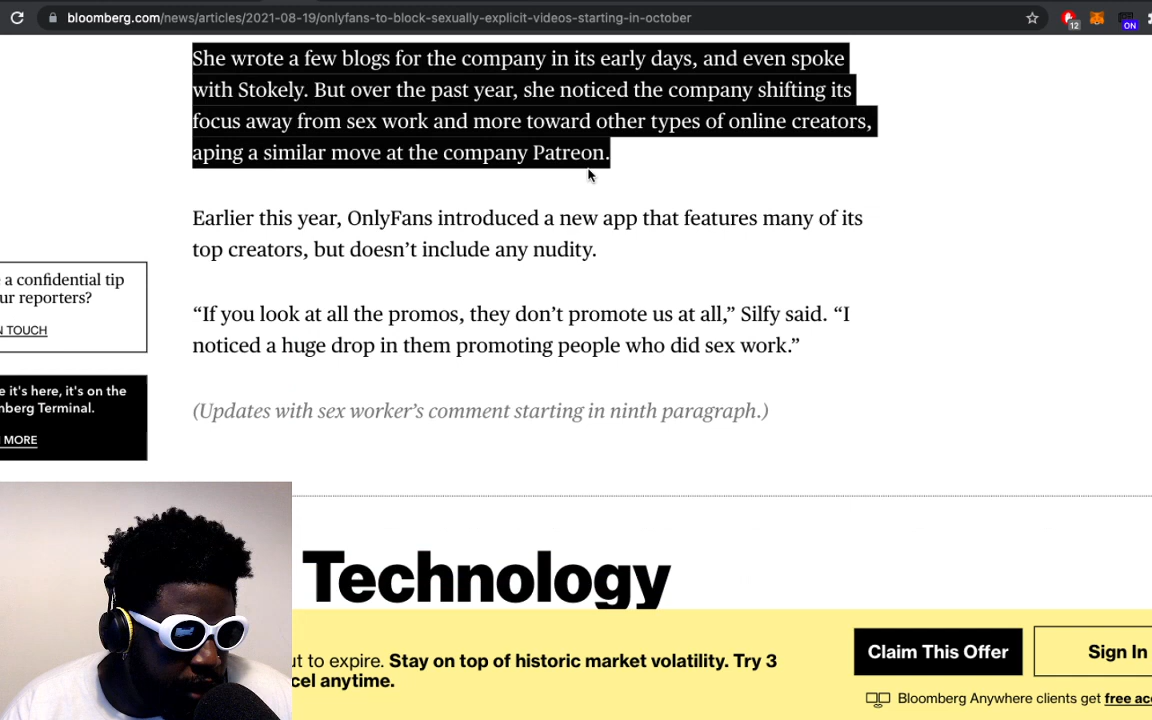 bloomberg.com/news/articles/2021-08-19/onlyfans-to-block-sexually-explicit-videos-starting-in-october
12
ON
She wrote a few blogs for the company in its early days, and even spoke
with Stokely. But over the past year, she noticed the company shifting its
focus away from sex work and more toward other types of online creators,
aping a similar move at the company Patreon.
Earlier this year, OnlyFans introduced a new app that features many of its
top creators, but doesn’t include any nudity.
a confidential tip
ur reporters?
N TOUCH
“If you look at all the promos, they don’t promote us at all,” Silfy said. “I
noticed a huge drop in them promoting people who did sex work.”
e it's here, it's on the
mberg Terminal.
MORE
(Updates with sex worker’s comment starting in ninth paragraph.)
Technology
ut to expire. Stay on top of historic market volatility. Try 3
cel anytime.
Claim This Offer
Sign In
Bloomberg Anywhere clients get free acc